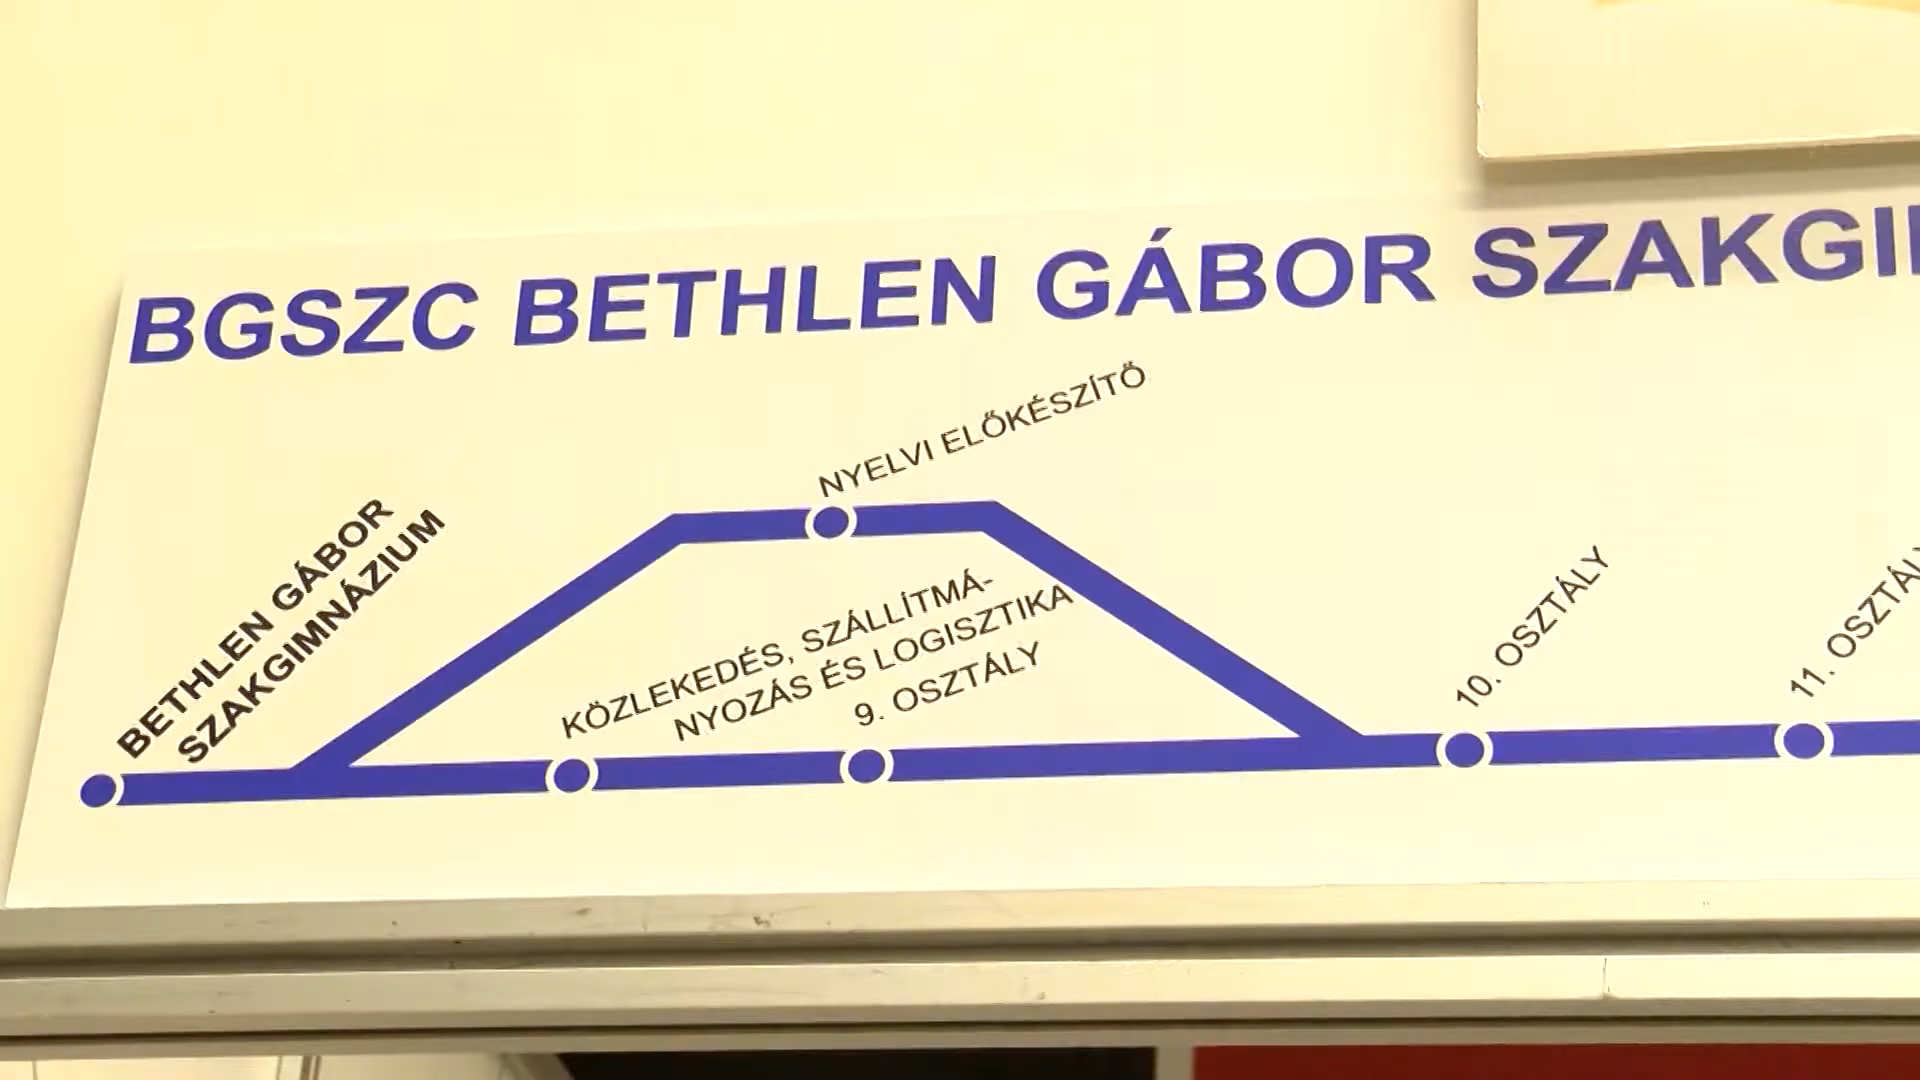 BGSZC BETHLEN GÁBOR SZAKGI
NYELVI ELŐKÉSZÍTŐ
BETHLEN GÁBOR
SZAKGIMNÁZIUM
KÖZLEKEDÉS, SZÁLLÍTMÁ-
NYOZÁS ÉS LOGISZTIKA
9. OSZTÁLY
10. OSZTÁLY
11. OSZTÁL